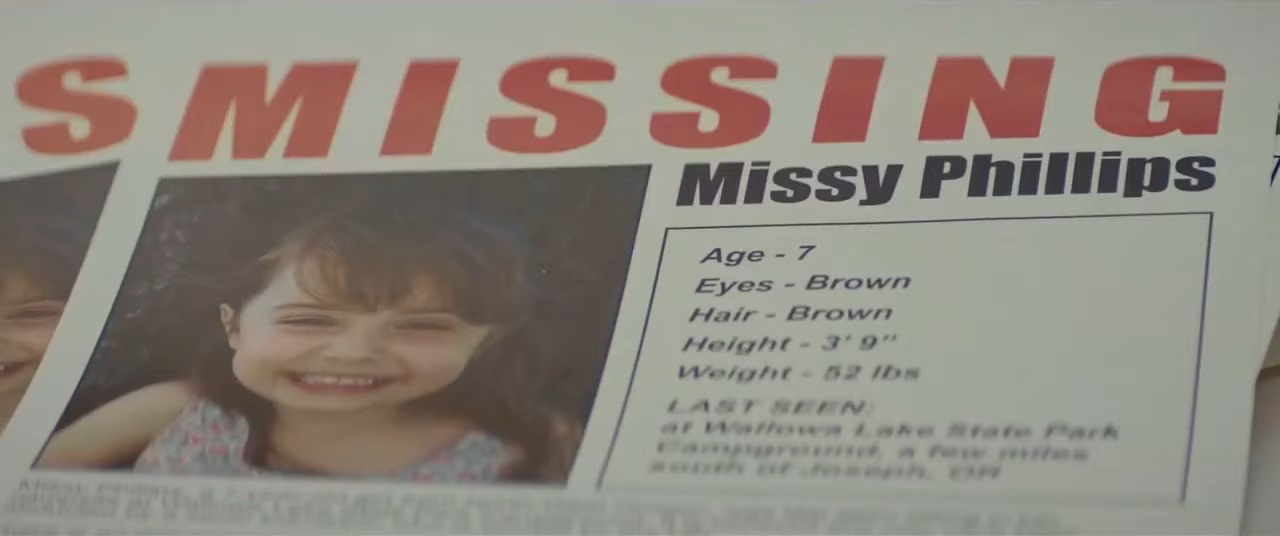 S
MISSING
Missy Phillips
Age - 7
Eyes - Brown
Hair - Brown
Height - 3' 9"
Weight - 52 lbs
LAST SEEN:
at Wallowa Lake State Park
Campground, a few miles
south of Joseph, OR